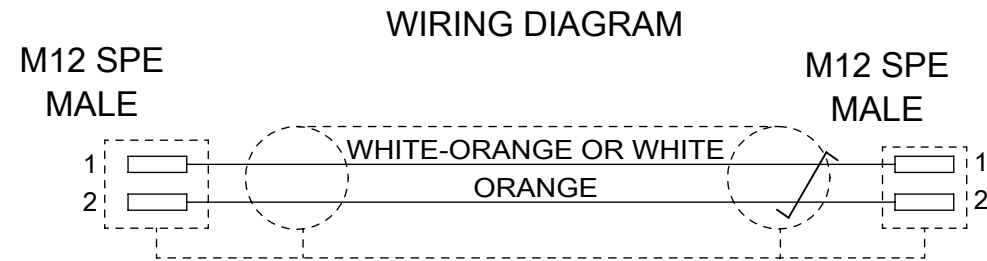 WIRING DIAGRAM
M12 SPE
MALE
M12 SPE
MALE
1 WHITE-ORANGE OR WHITE 1
2 ORANGE 2